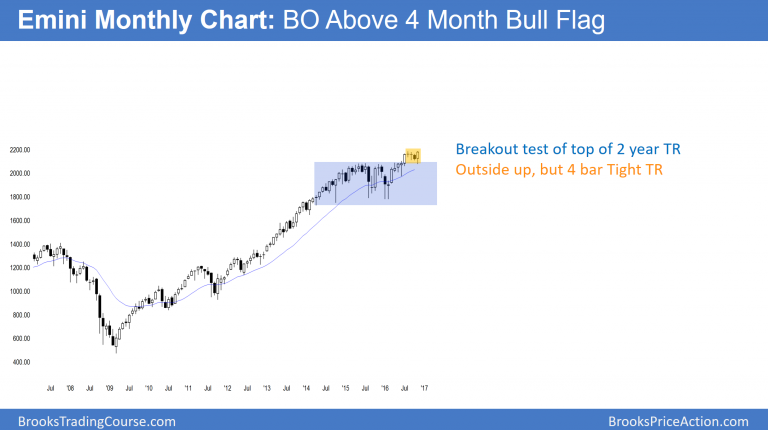 Emini Monthly Chart: BO Above 4 Month Bull Flag
Breakout test of top of 2 year TR
Outside up, but 4 bar Tight TR
2200.00
2000.00
1800.00
1600.00
1400.00
1200.00
1000.00
800.00
600.00
400.00
Jul '08 Jul '09 Jul '10 Jul '11 Jul '12 Jul '13 Jul '14 Jul '15 Jul '16 Jul '17
BrooksTradingCourse.com BrooksPriceAction.com